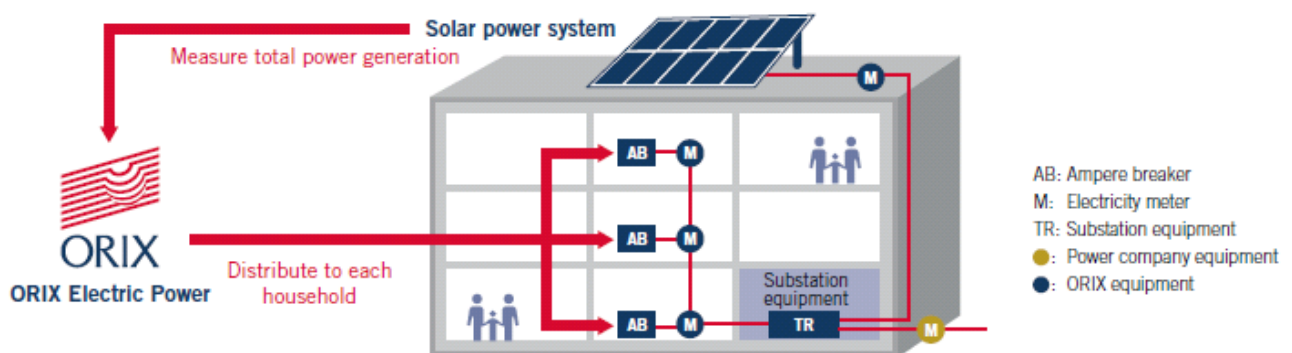 Solar power system
Measure total power generation
M
AB M
AB: Ampere breaker
M: Electricity meter
TR: Substation equipment
●: Power company equipment
●: ORIX equipment
ORIX
ORIX Electric Power
AB M
Distribute to each
household
Substation
equipment
AB M
TR
M